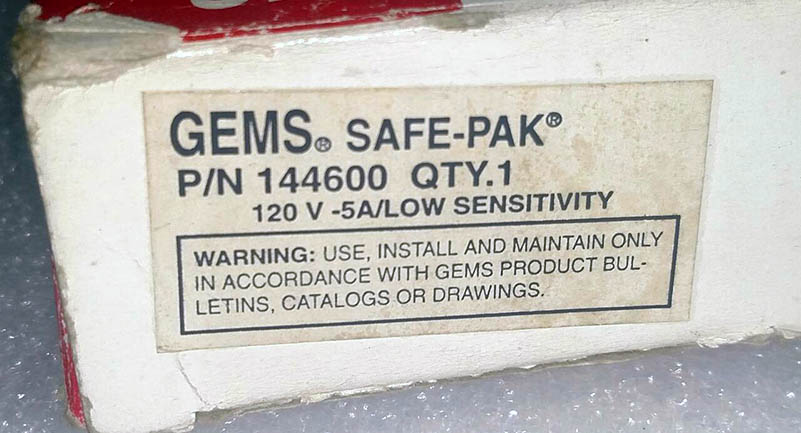 GEMS® SAFE-PAK®
P/N 144600 QTY.1
120 V -5A/LOW SENSITIVITY
WARNING: USE, INSTALL AND MAINTAIN ONLY
IN ACCORDANCE WITH GEMS PRODUCT BUL-
LETINS, CATALOGS OR DRAWINGS.